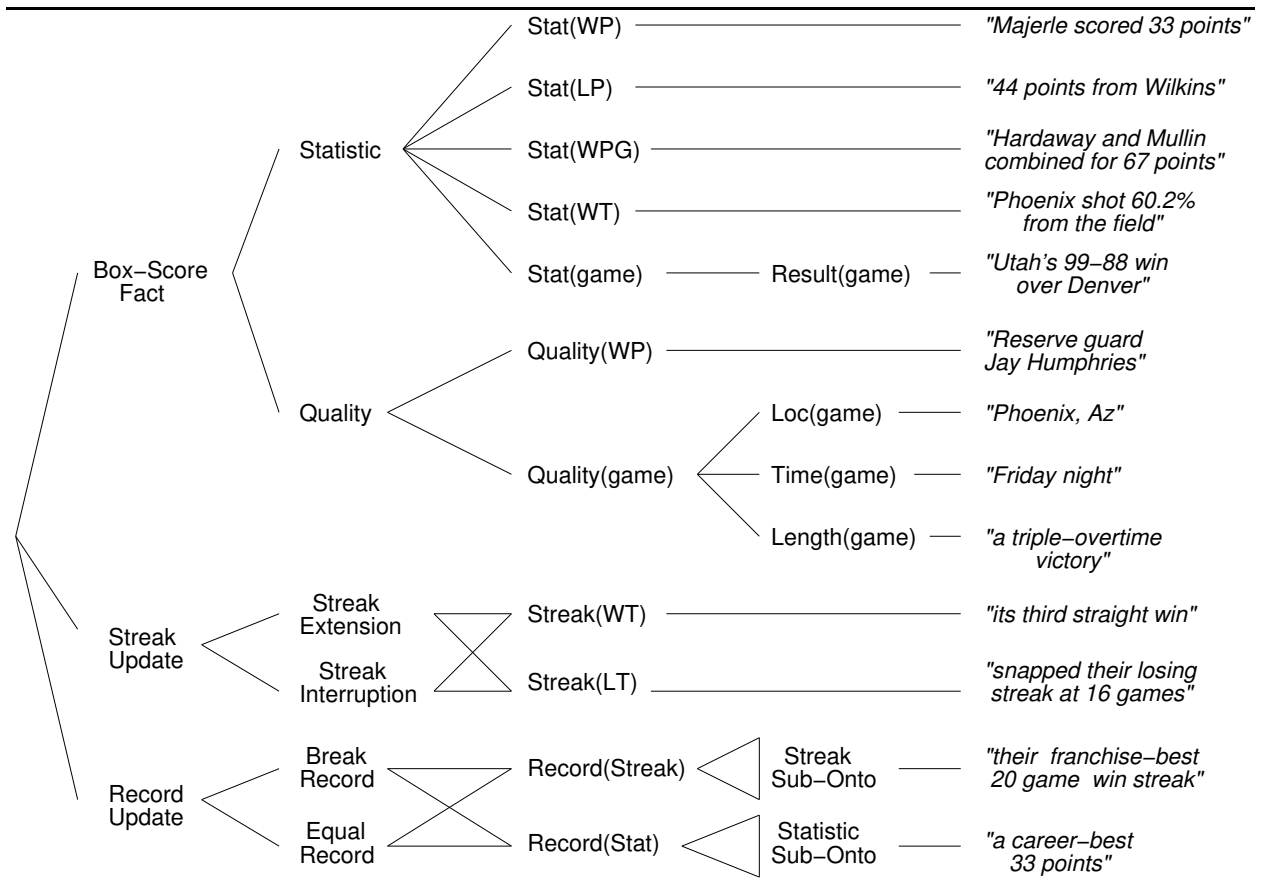 Stat(WP)
"Majerle scored 33 points"
Stat(LP)
"44 points from Wilkins"
Statistic
Stat(WPG)
"Hardaway and Mullin
combined for 67 points"
Stat(WT)
"Phoenix shot 60.2%
from the field"
Box−Score
Fact
Stat(game)
Result(game)
"Utah's 99−88 win
over Denver"
Quality(WP)
"Reserve guard
Jay Humphries"
Quality
Loc(game)
"Phoenix, Az"
Quality(game)
Time(game)
"Friday night"
Length(game)
"a triple−overtime
victory"
Streak
Update
Streak
Extension
Streak(WT)
"its third straight win"
Streak
Interruption
Streak(LT)
"snapped their losing
streak at 16 games"
Record
Update
Break
Record
Record(Streak)
Streak
Sub−Onto
"their franchise−best
20 game win streak"
Equal
Record
Record(Stat)
Statistic
Sub−Onto
"a career−best
33 points"